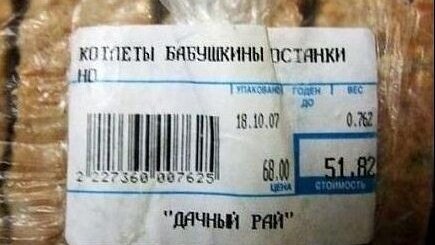 КОТЛЕТЫ БАБУШКИНЫ ОСТАНКИ
НО
УПАКОВАНО ГОДЕН ДО ВЕС
18.10.07 0.762
68.00 51.82
ЦЕНА СТОИМОСТЬ
2 227360 007625
"ДАЧНЫЙ РАЙ"